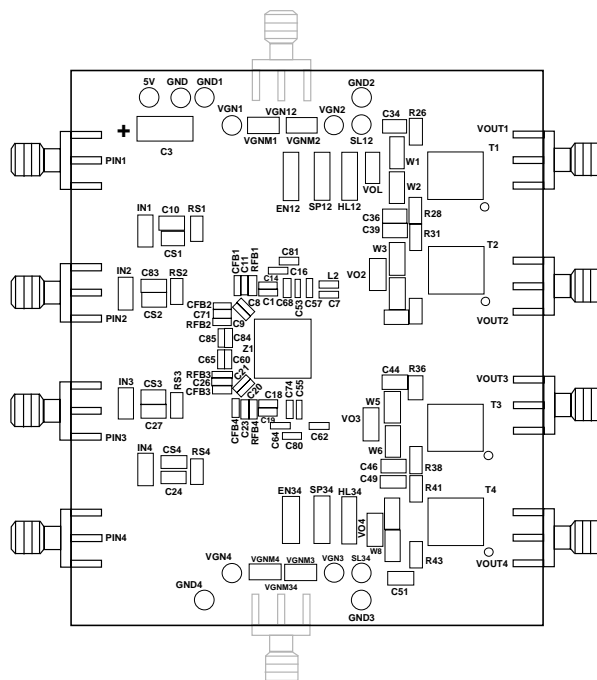 5V
GND
GND1
GND2
VGN1
VGN12
VGN2
C34
R26
C3
VGNM1
VGNM2
SL12
VOUT1
PIN1
W1
T1
VOL
W2
EN12
SP12
HL12
IN1
C10
RS1
C36
R28
C39
R31
CS1
CFB1
C11
RFB1
C81
W3
T2
IN2
C83
RS2
C14
C16
L2
VO2
CFB2
C8
C1
C68
C53
C57
C7
PIN2
CS2
C71
RFB2
C9
VOUT2
C85
C84
Z1
C65
C60
RFB3
C21
C44
R36
VOUT3
IN3
CS3
RS3
C26
CFB3
C20
C18
C74
C55
W5
VO3
T3
C27
CFB4
C23
RFB4
C19
C64
C62
C80
W6
PIN3
IN4
CS4
RS4
C46
R38
C24
C49
R41
EN34
SP34
HL34
T4
VO4
PIN4
W8
VGN4
VGNM4
VGNM3
VGN3
SL34
R43
VOUT4
VGNM34
GND4
C51
GND3